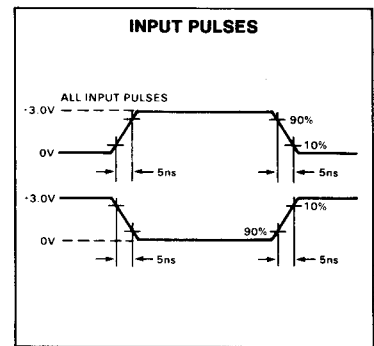 INPUT PULSES
ALL INPUT PULSES
·3.0V
90%
10%
0V
5ns
5ns
·3.0V
10%
0V
90%
5ns
5ns